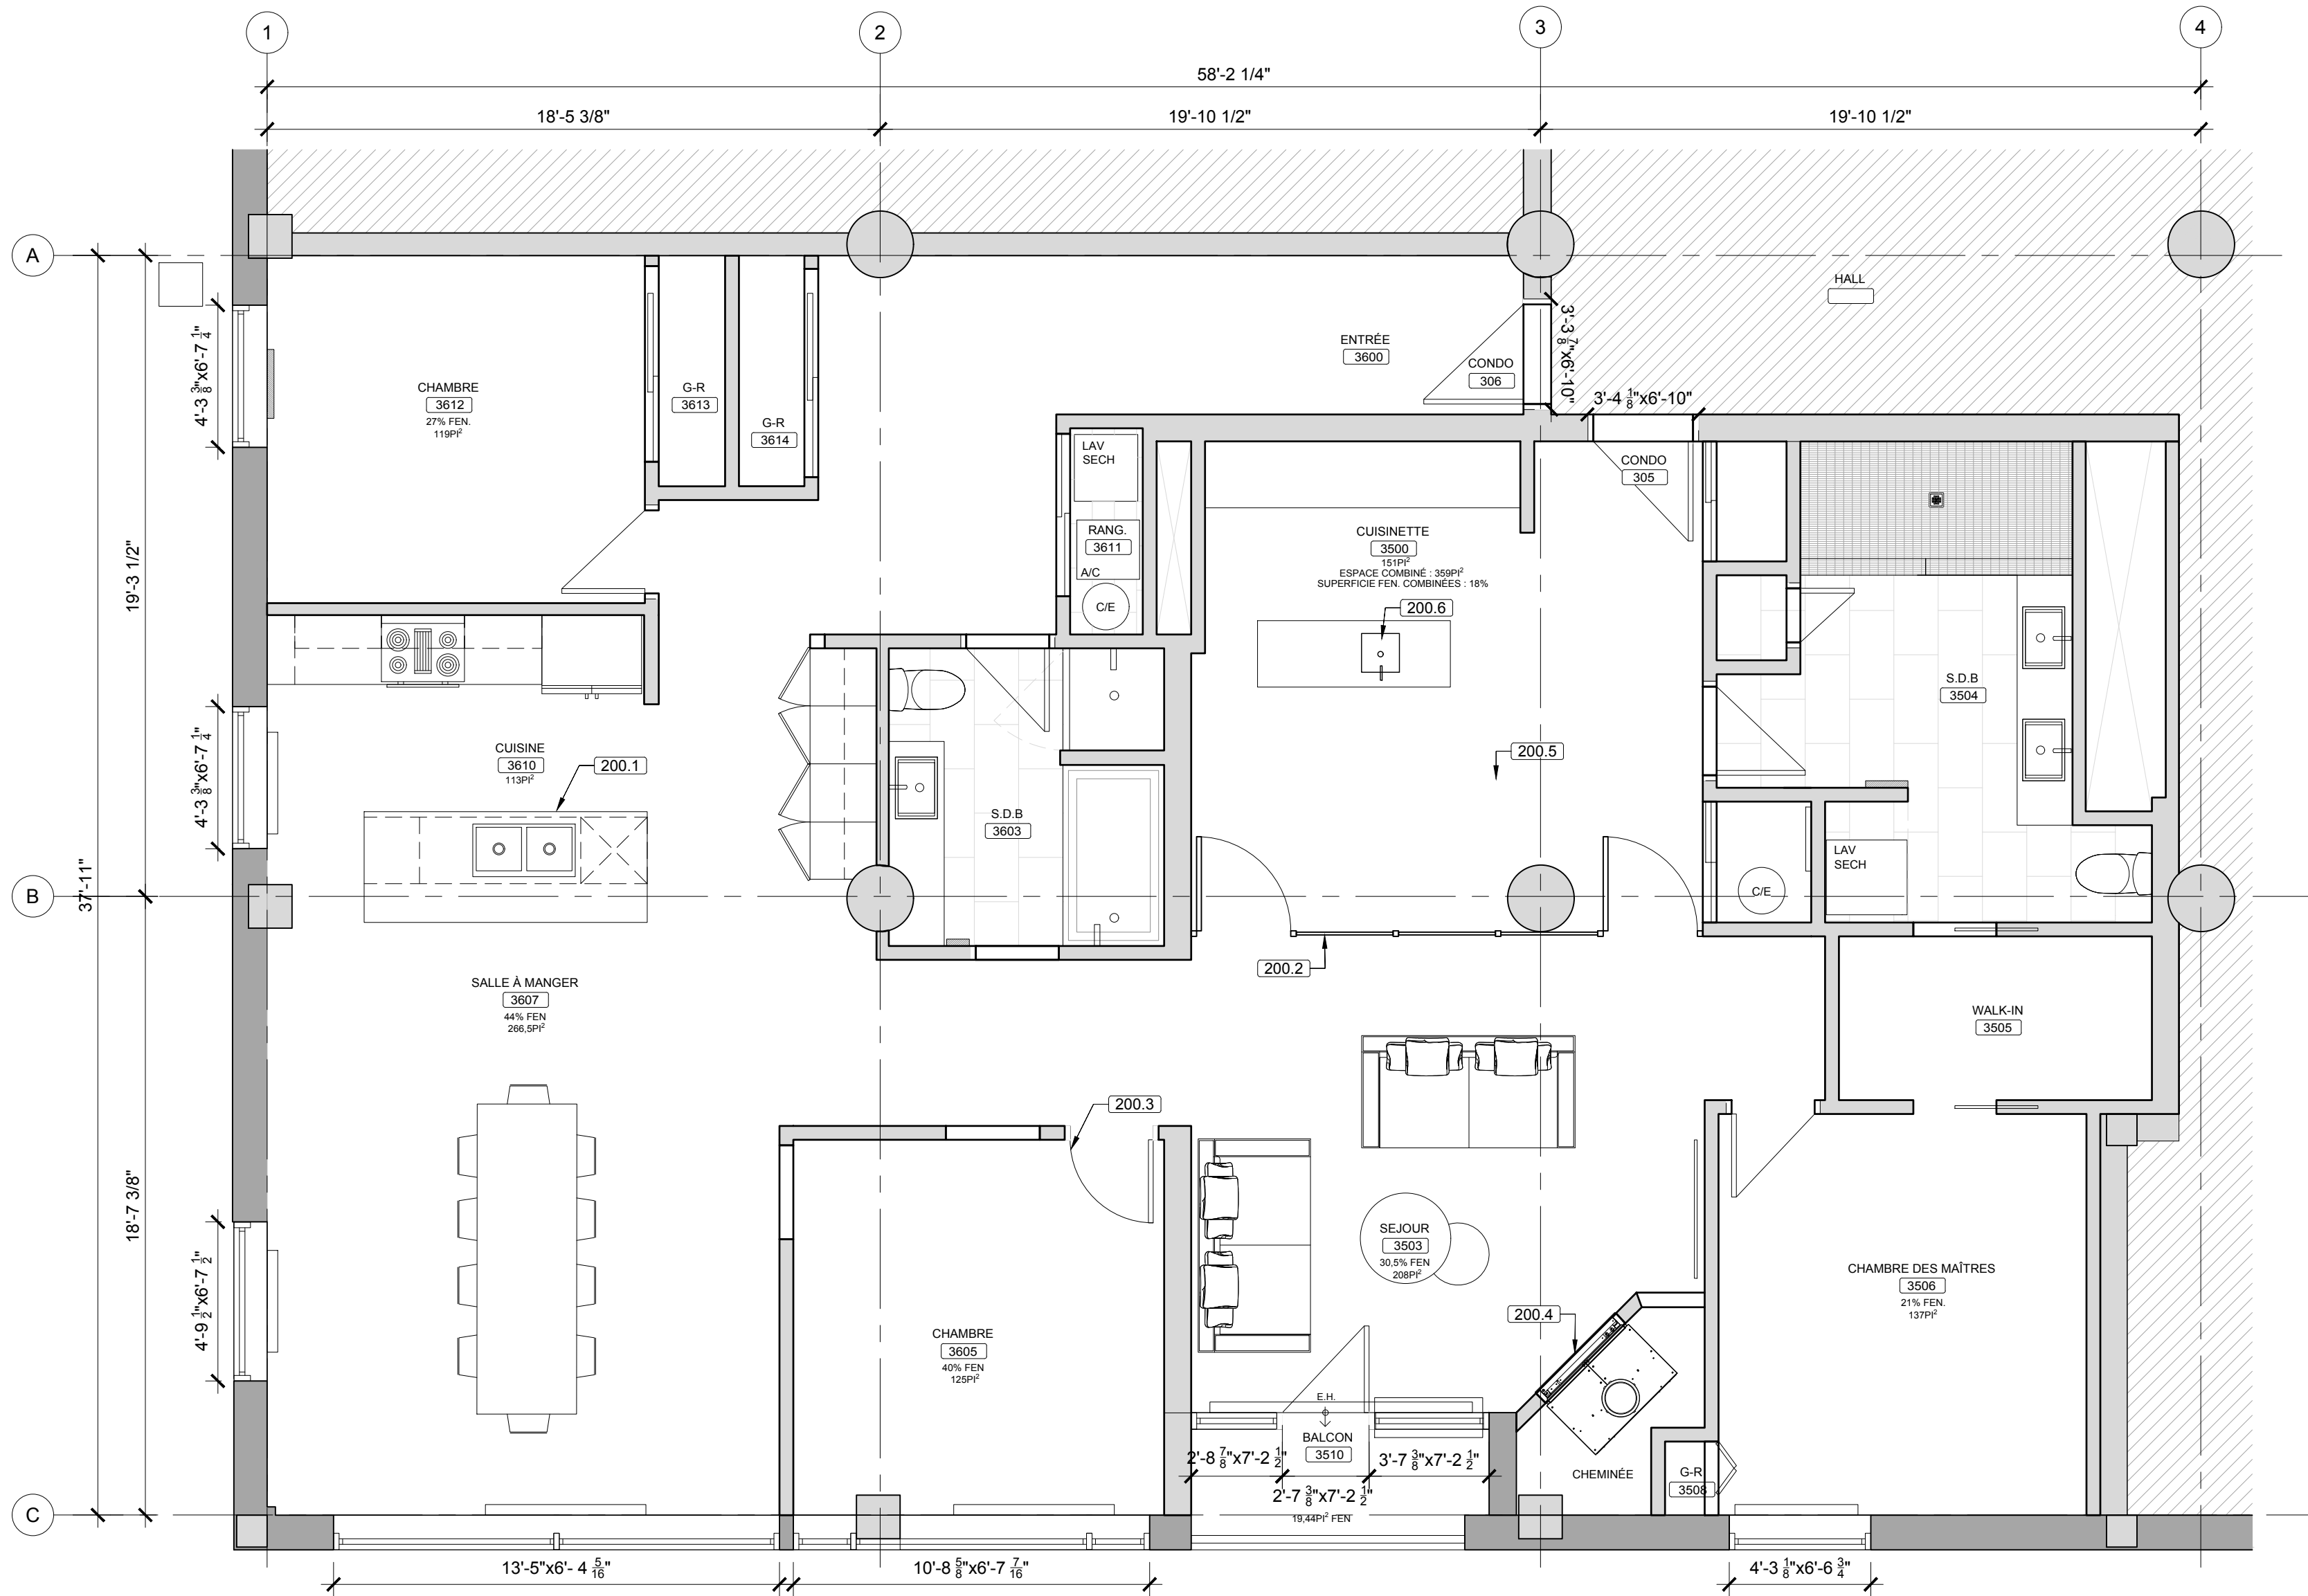 1
2
3
4
58'-2 1/4"
18'-5 3/8"
19'-10 1/2"
19'-10 1/2"
A
B
C
37'-11"
19'-3 1/2"
18'-7 3/8"
4'-3 3/8"x6'-7 1/4"
4'-3 3/8"x6'-7 1/4"
4'-9 1/2"x6'-7 1/2"
HALL
ENTRÉE
3600
CONDO
306
3'-3 7/8"x6'-10"
3'-4 1/8"x6'-10"
CHAMBRE
3612
27% FEN.
119PI²
G-R
3613
G-R
3614
LAV
SECH
RANG.
3611
A/C
C/E
CONDO
305
CUISINETTE
3500
151PI²
ESPACE COMBINÉ : 359PI²
SUPERFICIE FEN. COMBINÉES : 18%
200.6
200.5
S.D.B
3504
CUISINE
3610
113PI²
200.1
S.D.B
3603
LAV
SECH
C/E
200.2
SALLE À MANGER
3607
44% FEN
266,5PI²
WALK-IN
3505
200.3
SEJOUR
3503
30,5% FEN
208PI²
200.4
CHAMBRE DES MAÎTRES
3506
21% FEN.
137PI²
CHAMBRE
3605
40% FEN
125PI²
E.H.
BALCON
3510
2'-8 7/8"x7'-2 1/2"
3'-7 3/8"x7'-2 1/2"
2'-7 3/8"x7'-2 1/2"
19,44PI² FEN
CHEMINÉE
G-R
3508
13'-5"x6'- 4 5/16"
10'-8 5/8"x6'-7 7/16"
4'-3 1/8"x6'-6 3/4"